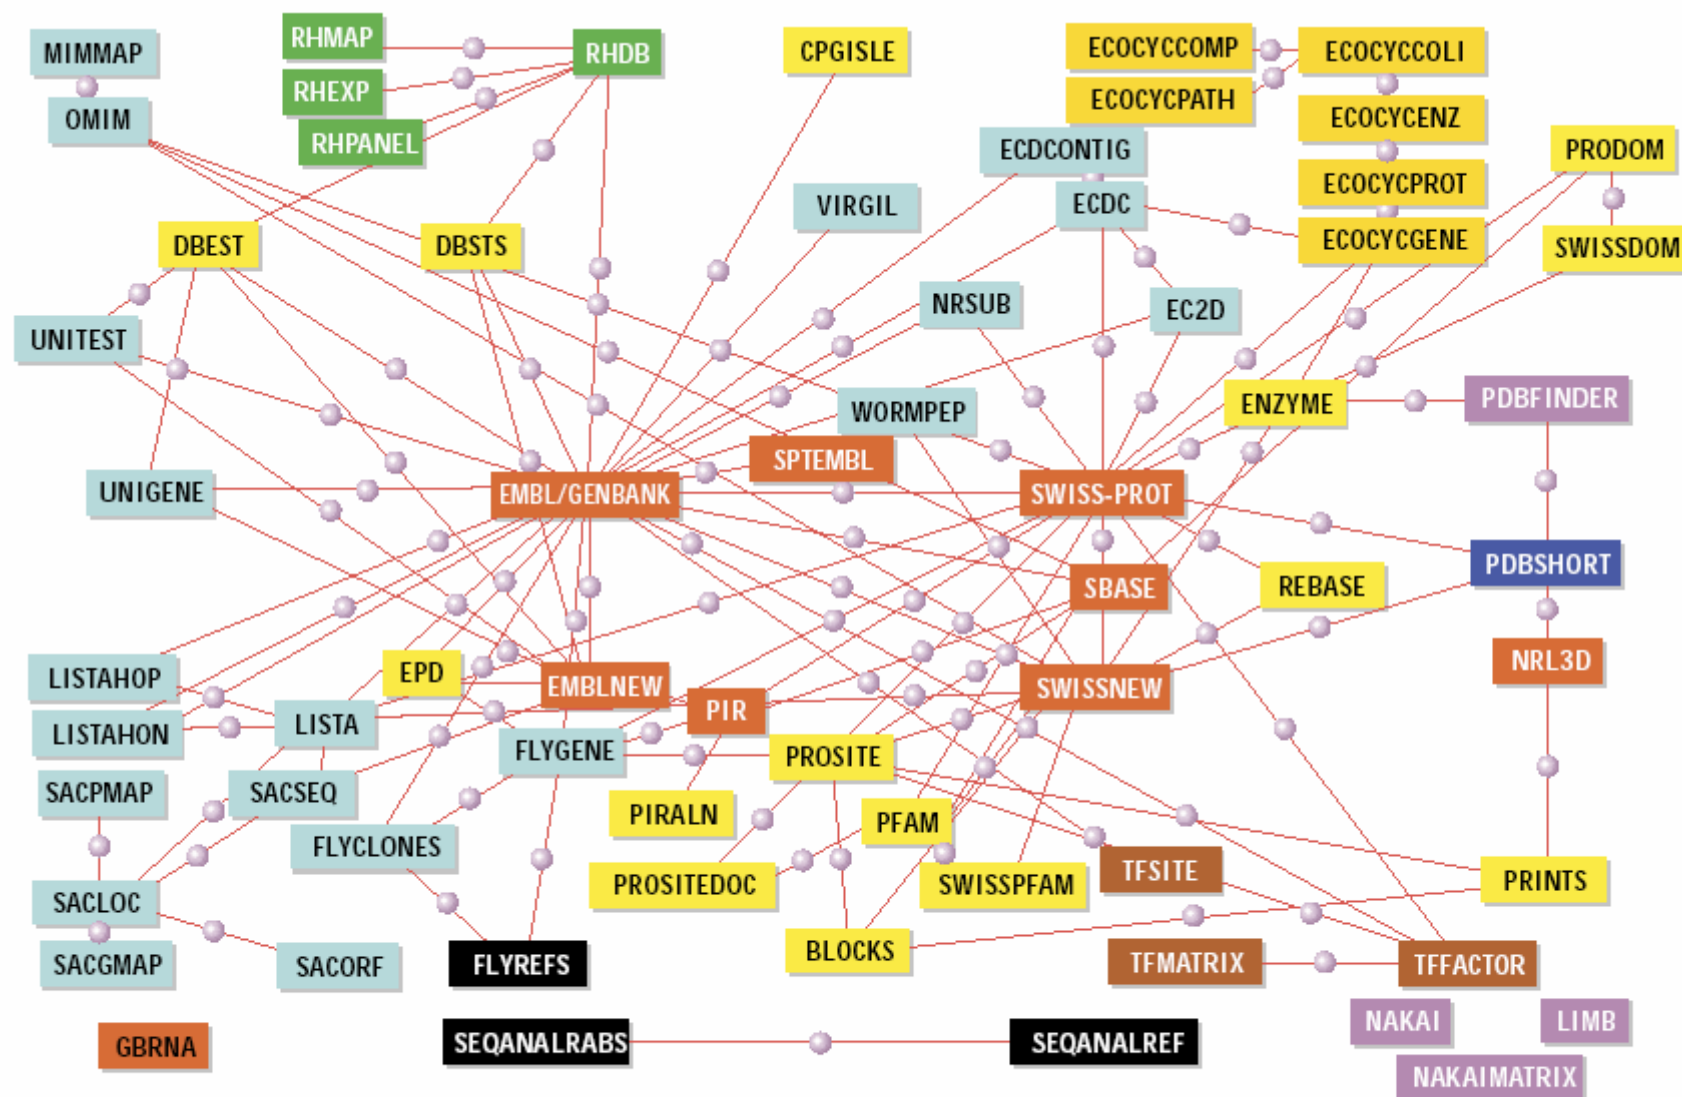 MIMMAP
RHMAP
RHDB
CPGISLE
ECOCYCCOMP
ECOCYCCOLI
RHEXP
ECOCYCPATH
OMIM
ECOCYCENZ
RHPANEL
ECDCONTIG
PRODOM
ECOCYCPROT
VIRGIL
ECDC
DBEST
DBSTS
ECOCYCGENE
SWISSDOM
NRSUB
EC2D
UNITEST
WORMPEP
ENZYME
PDBFINDER
SPTEMBL
UNIGENE
EMBL/GENBANK
SWISS-PROT
PDBSHORT
SBASE
REBASE
NRL3D
LISTAHOP
EPD
EMBLNEW
SWISSNEW
PIR
LISTAHON
LISTA
FLYGENE
PROSITE
SACPMAP
SACSEQ
PIRALN
PFAM
FLYCLONES
TFSITE
PRINTS
PROSITEDOC
SWISSPFAM
SACLOC
BLOCKS
SACGMAP
SACORF
FLYREFS
TFMATRIX
TFFACTOR
NAKAI
LIMB
GBRNA
SEQANALRABS
SEQANALREF
NAKAIMATRIX